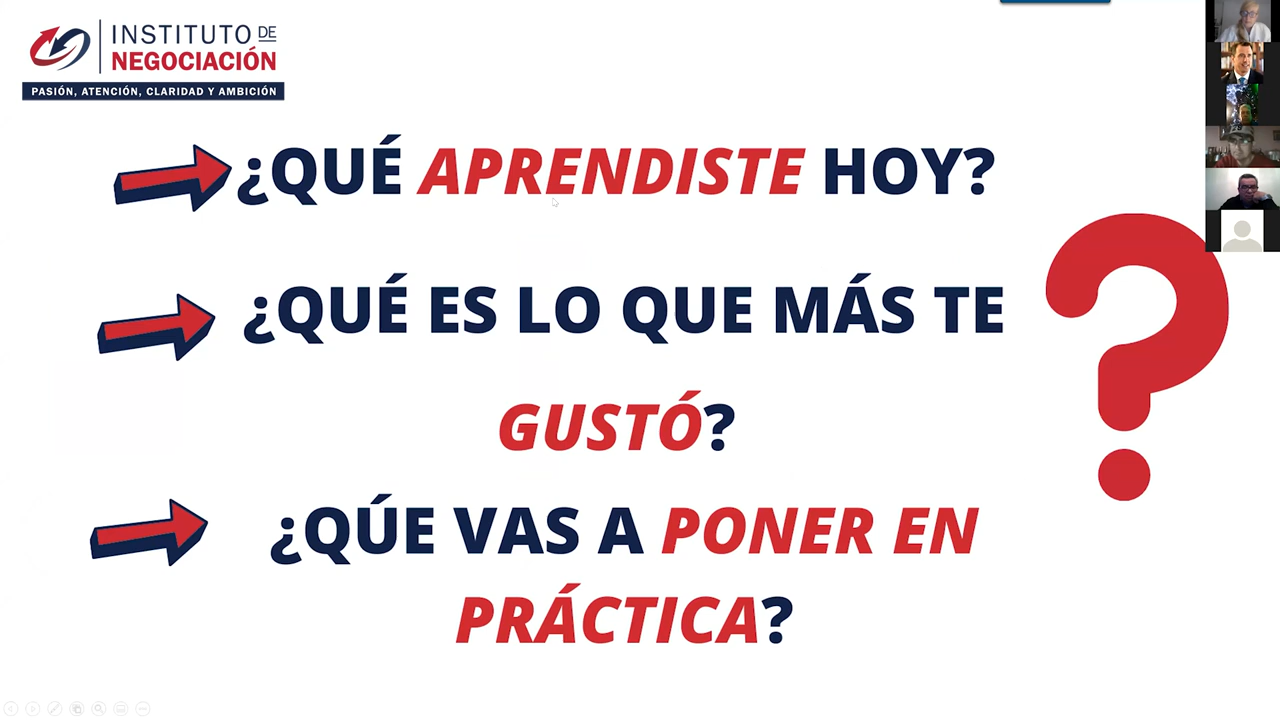 INSTITUTO DE
NEGOCIACIÓN
PASIÓN, ATENCIÓN, CLARIDAD Y AMBICIÓN
¿QUÉ APRENDISTE HOY?
¿QUÉ ES LO QUE MÁS TE
GUSTÓ?
¿QÚE VAS A PONER EN
PRÁCTICA?
?